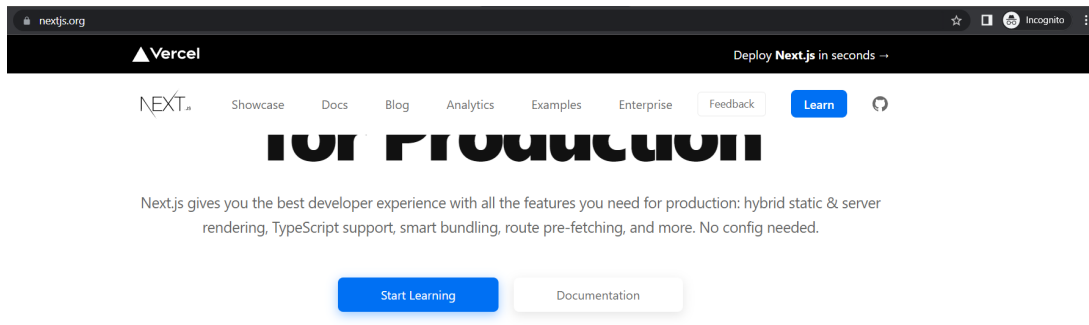 nextjs.org
Incognito
Vercel
Deploy Next.js in seconds →
NEXT.JS
Showcase
Docs
Blog
Analytics
Examples
Enterprise
Feedback
Learn
for Production
Next.js gives you the best developer experience with all the features you need for production: hybrid static & server
rendering, TypeScript support, smart bundling, route pre-fetching, and more. No config needed.
Start Learning
Documentation